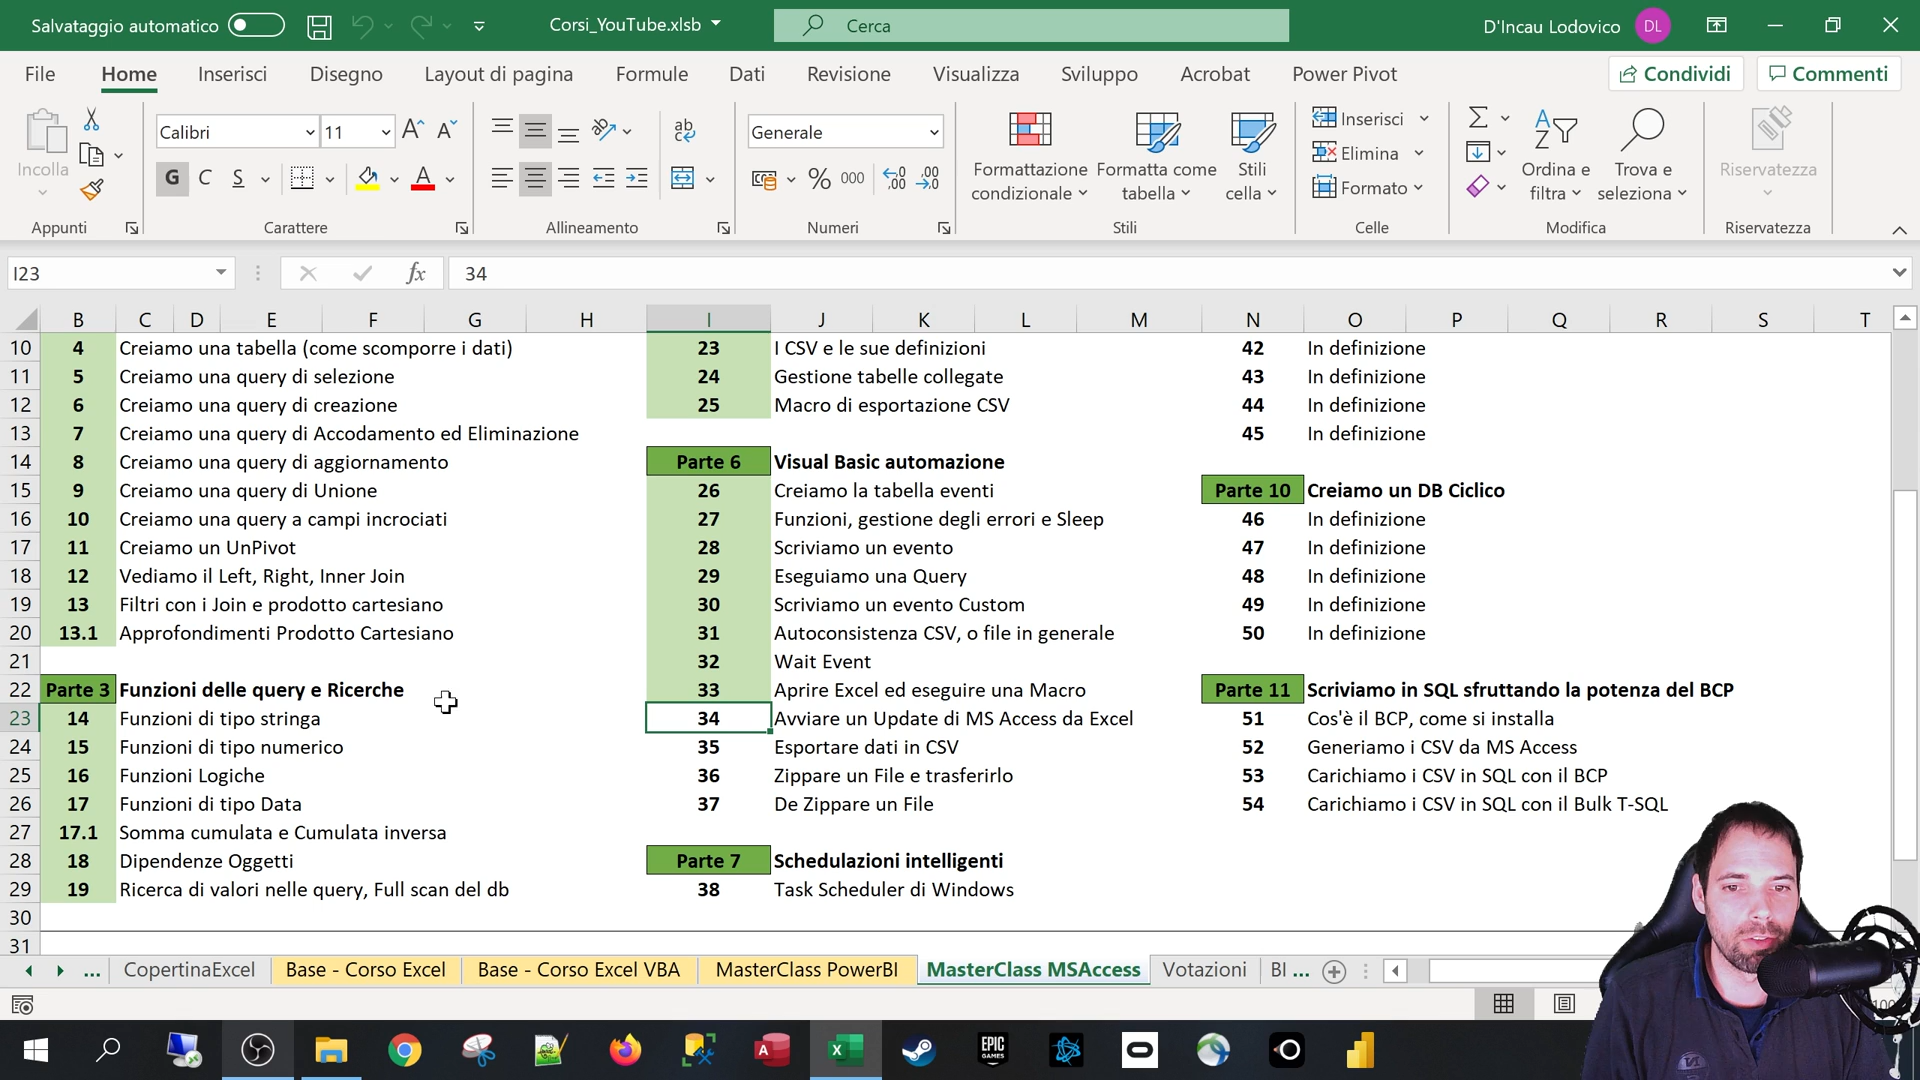 Salvataggio automatico
Corsi_YouTube.xlsb
Cerca
D'Incau Lodovico
DL
File
Home
Inserisci
Disegno
Layout di pagina
Formule
Dati
Revisione
Visualizza
Sviluppo
Acrobat
Power Pivot
Condividi
Commenti
Incolla
Calibri
11
G
C
S
Generale
Formattazione condizionale
Formatta come tabella
Stili cella
Inserisci
Elimina
Formato
Ordina e filtra
Trova e seleziona
Riservatezza
Appunti
Carattere
Allineamento
Numeri
Stili
Celle
Modifica
Riservatezza
I23
fx
34
B C D E F G H I J K L M N O P Q R S T
10 4 Creiamo una tabella (come scomporre i dati) 23 I CSV e le sue definizioni 42 In definizione
11 5 Creiamo una query di selezione 24 Gestione tabelle collegate 43 In definizione
12 6 Creiamo una query di creazione 25 Macro di esportazione CSV 44 In definizione
13 7 Creiamo una query di Accodamento ed Eliminazione 45 In definizione
14 8 Creiamo una query di aggiornamento Parte 6 Visual Basic automazione
15 9 Creiamo una query di Unione 26 Creiamo la tabella eventi Parte 10 Creiamo un DB Ciclico
16 10 Creiamo una query a campi incrociati 27 Funzioni, gestione degli errori e Sleep 46 In definizione
17 11 Creiamo un UnPivot 28 Scriviamo un evento 47 In definizione
18 12 Vediamo il Left, Right, Inner Join 29 Eseguiamo una Query 48 In definizione
19 13 Filtri con i Join e prodotto cartesiano 30 Scriviamo un evento Custom 49 In definizione
20 13.1 Approfondimenti Prodotto Cartesiano 31 Autoconsistenza CSV, o file in generale 50 In definizione
21 32 Wait Event
22 Parte 3 Funzioni delle query e Ricerche 33 Aprire Excel ed eseguire una Macro Parte 11 Scriviamo in SQL sfruttando la potenza del BCP
23 14 Funzioni di tipo stringa 34 Avviare un Update di MS Access da Excel 51 Cos'è il BCP, come si installa
24 15 Funzioni di tipo numerico 35 Esportare dati in CSV 52 Generiamo i CSV da MS Access
25 16 Funzioni Logiche 36 Zippare un File e trasferirlo 53 Carichiamo i CSV in SQL con il BCP
26 17 Funzioni di tipo Data 37 De Zippare un File 54 Carichiamo i CSV in SQL con il Bulk T-SQL
27 17.1 Somma cumulata e Cumulata inversa
28 18 Dipendenze Oggetti Parte 7 Schedulazioni intelligenti
29 19 Ricerca di valori nelle query, Full scan del db 38 Task Scheduler di Windows
30
31
... CopertinaExcel Base - Corso Excel Base - Corso Excel VBA MasterClass PowerBI MasterClass MSAccess Votazioni BI ...
EPIC GAMES